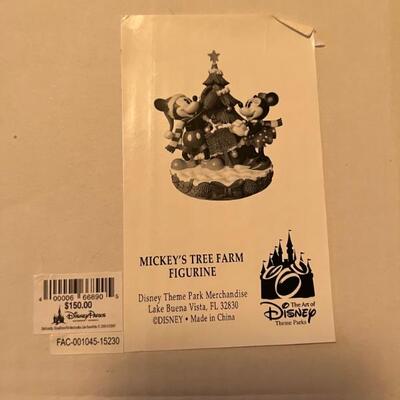 MICKEY'S TREE FARM
FIGURINE
Disney Theme Park Merchandise
Lake Buena Vista, FL 32830
©DISNEY • Made in China
The Art of
Disney
Theme Parks
4 00006 66890 5
$150.00
Disney Parks
FAC-001045-15230